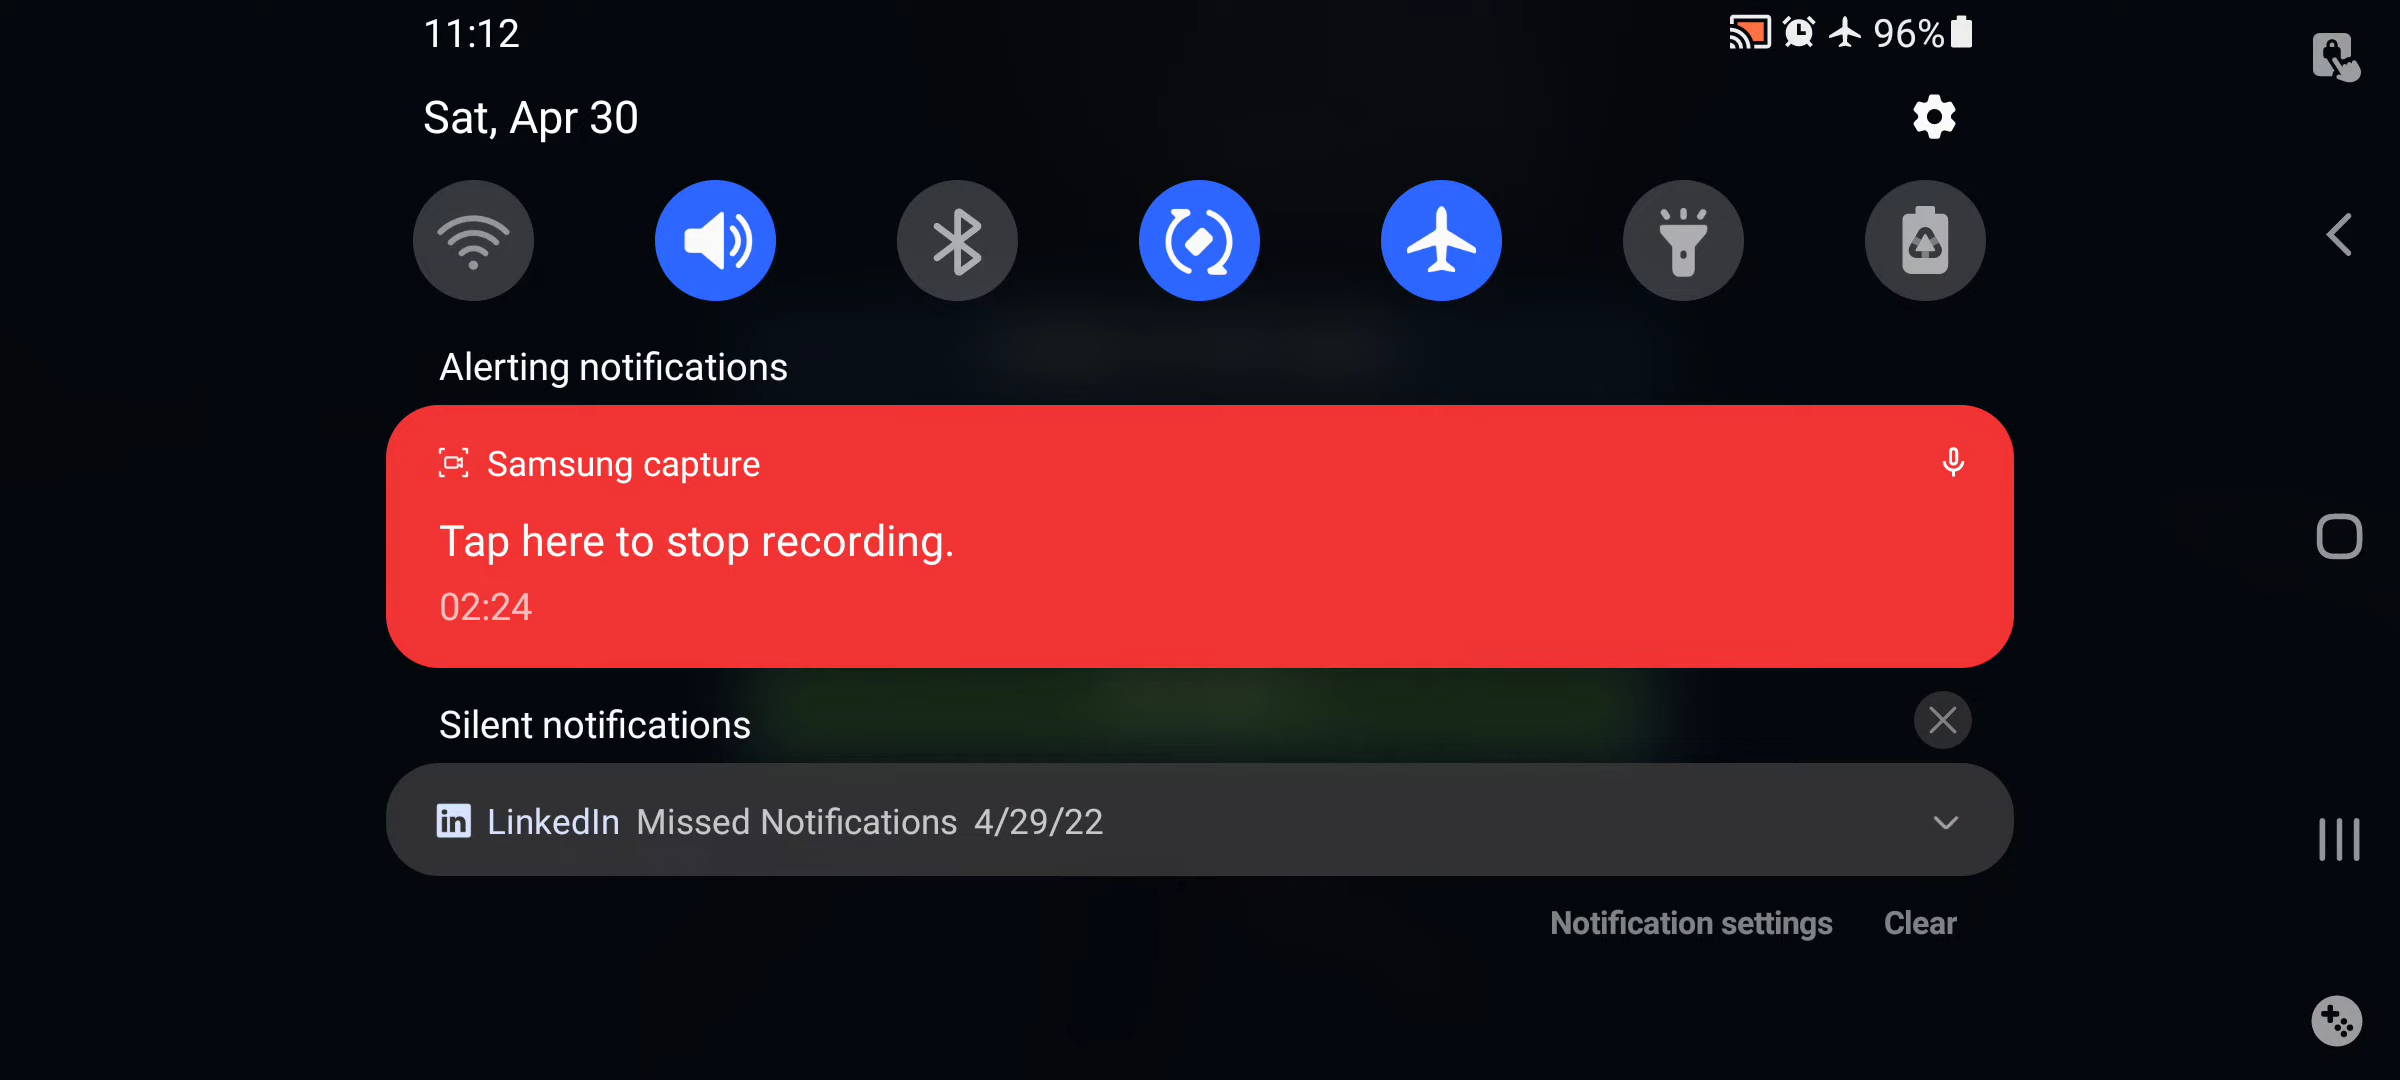 11:12
96%
Sat, Apr 30
Alerting notifications
Samsung capture
Tap here to stop recording.
02:24
Silent notifications
in LinkedIn Missed Notifications 4/29/22
Notification settings Clear